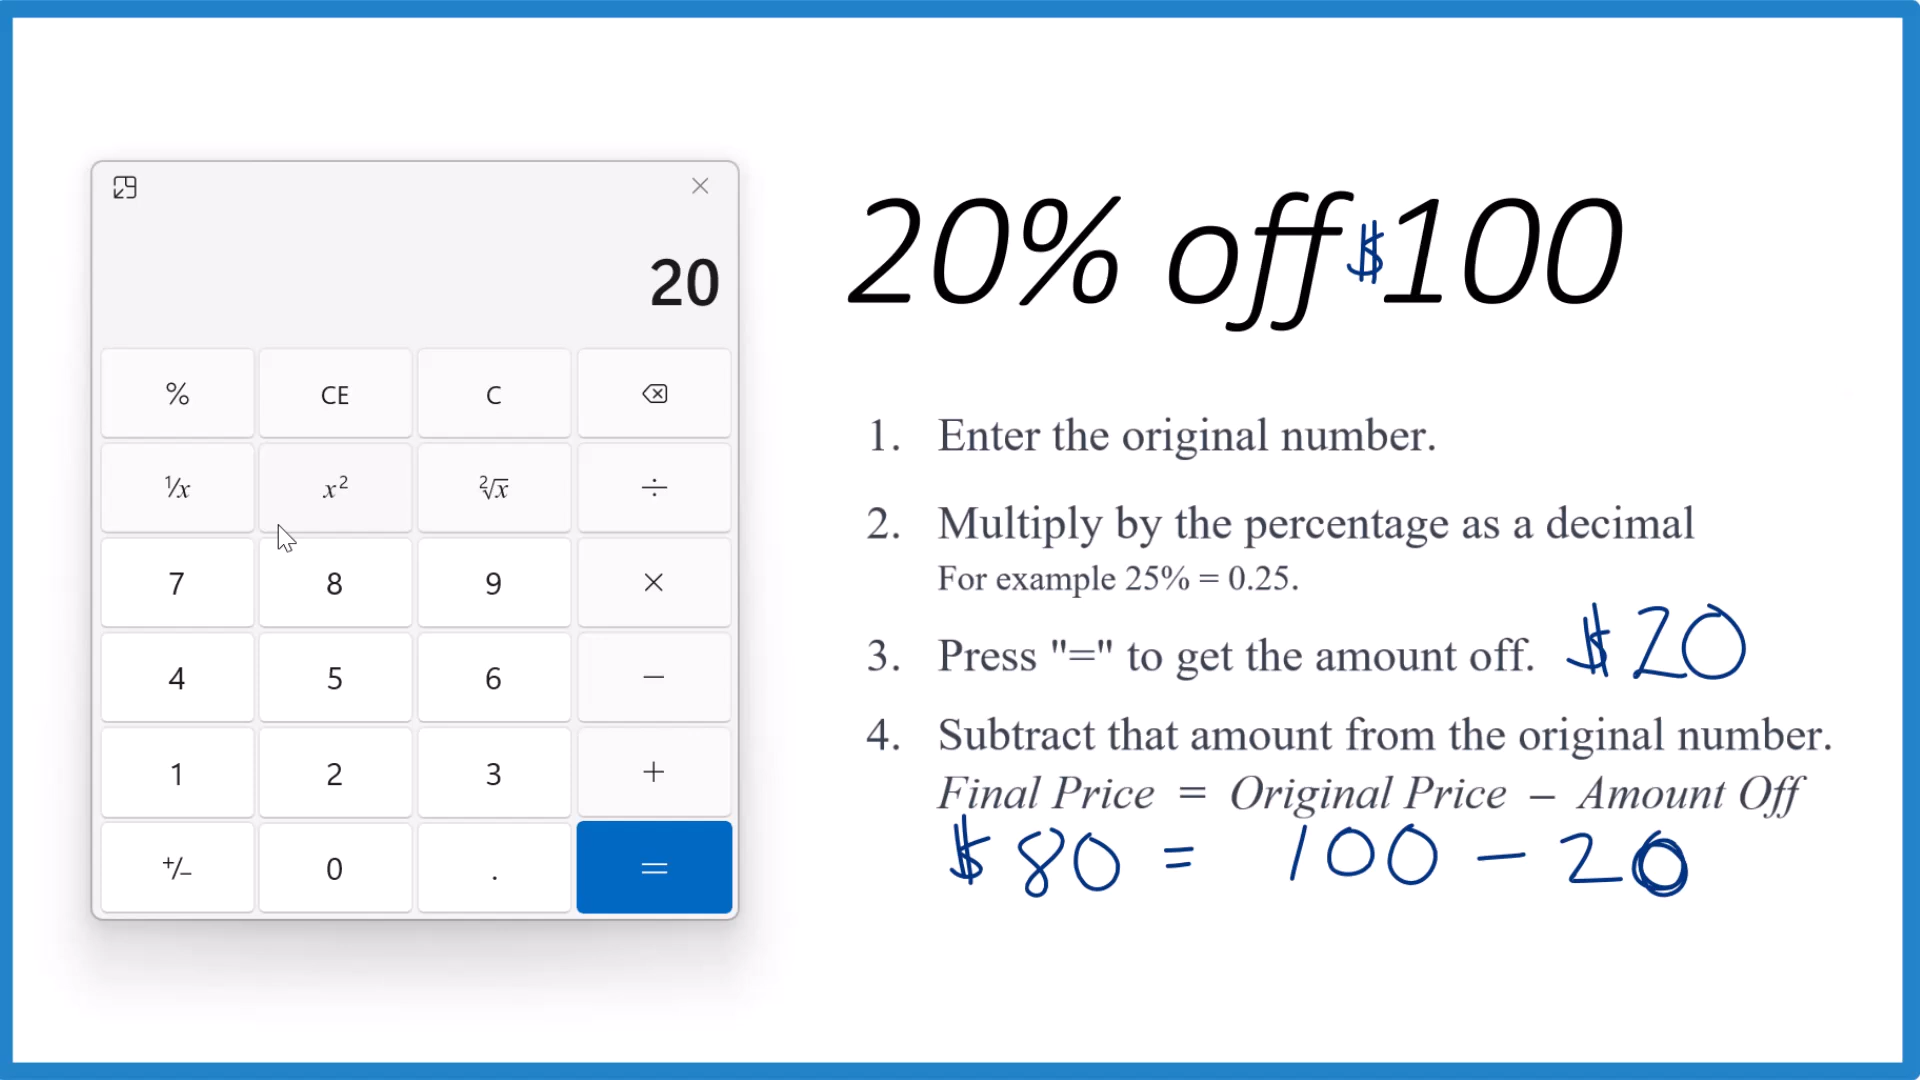 20
% CE C
1/x x² ²√x ÷
7 8 9 ×
4 5 6 −
1 2 3 +
+/− 0 . =
20% off $100
1. Enter the original number.
2. Multiply by the percentage as a decimal
For example 25% = 0.25.
3. Press "=" to get the amount off. $20
4. Subtract that amount from the original number.
Final Price = Original Price – Amount Off
$80 = 100 - 20